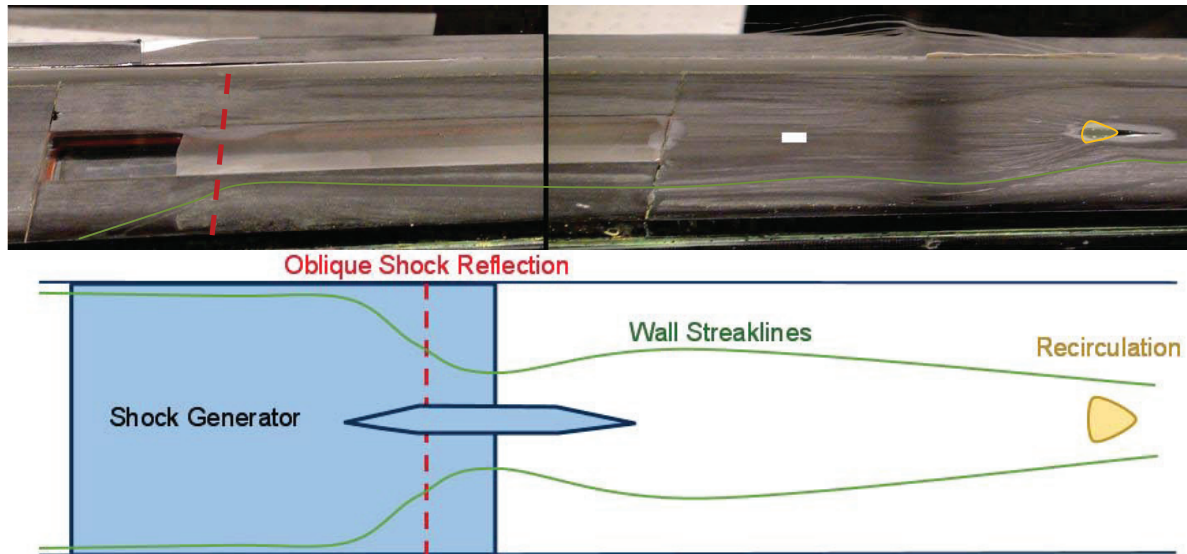 Oblique Shock Reflection
Wall Streaklines
Recirculation
Shock Generator